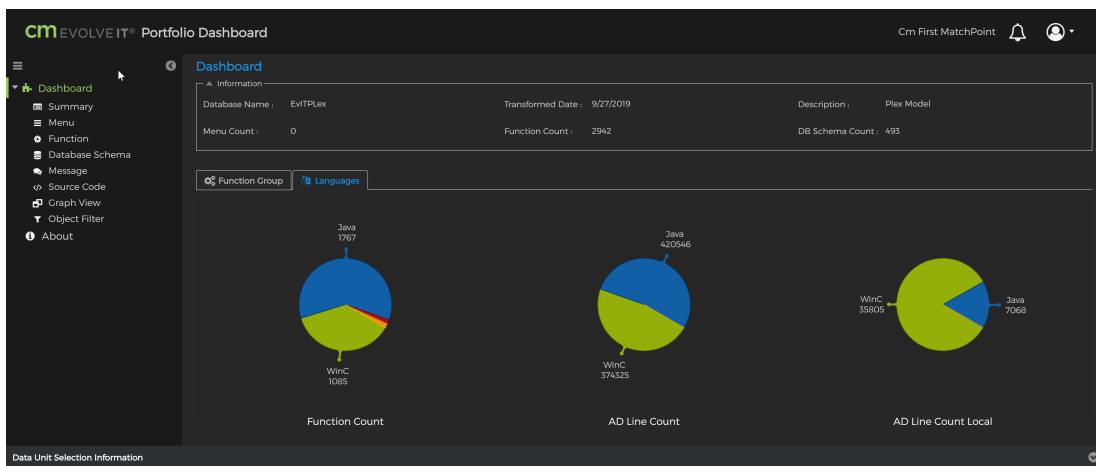 cm EVOLVEIT® Portfolio Dashboard
Cm First MatchPoint
Dashboard
Summary
Menu
Function
Database Schema
Message
Source Code
Graph View
Object Filter
About
Dashboard
Information
Database Name : EvITPLex Transformed Date : 9/27/2019 Description : Plex Model
Menu Count : 0 Function Count : 2942 DB Schema Count : 493
Function Group Languages
Java
1767
WinC
1085
Function Count
Java
420546
WinC
374325
AD Line Count
WinC
35805
Java
7068
AD Line Count Local
Data Unit Selection Information